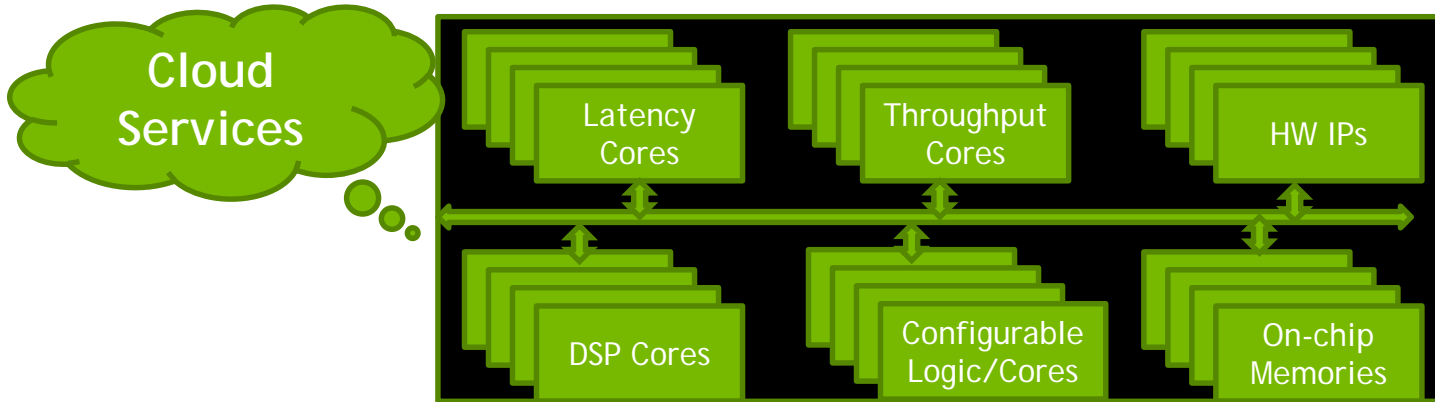 Cloud
Services
Latency
Cores
Throughput
Cores
HW IPs
DSP Cores
Configurable
Logic/Cores
On-chip
Memories